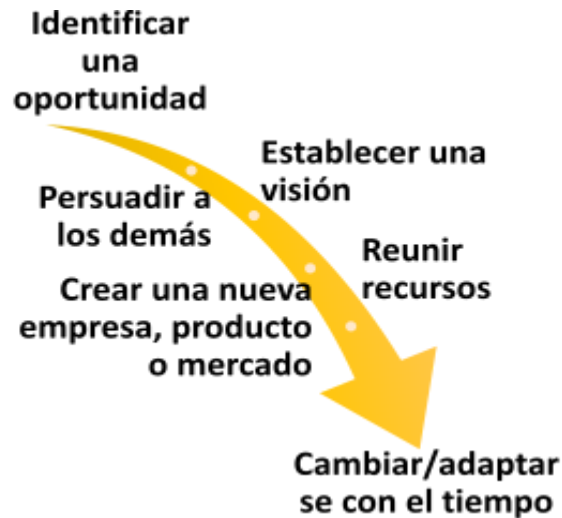 Identificar
una
oportunidad
Establecer una
visión
Persuadir a
los demás
Reunir
recursos
Crear una nueva
empresa, producto
o mercado
Cambiar/adaptar
se con el tiempo